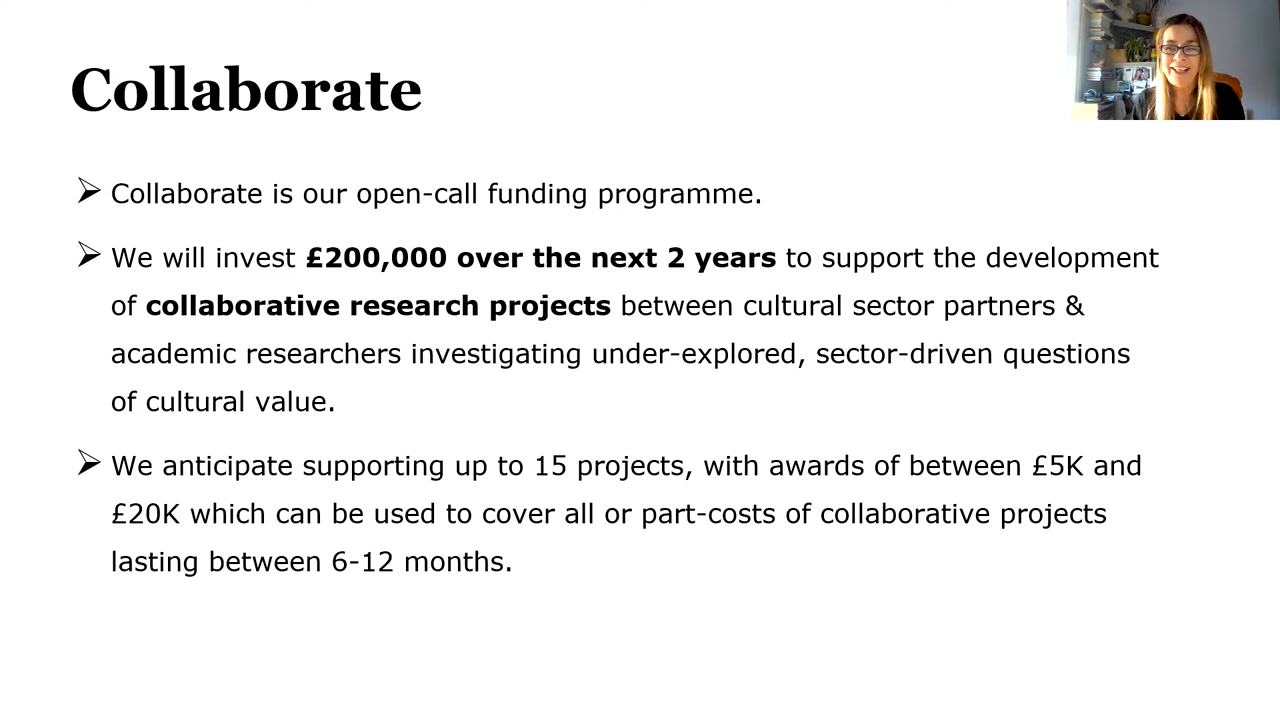 Collaborate
➢ Collaborate is our open-call funding programme.
➢ We will invest £200,000 over the next 2 years to support the development
of collaborative research projects between cultural sector partners &
academic researchers investigating under-explored, sector-driven questions
of cultural value.
➢ We anticipate supporting up to 15 projects, with awards of between £5K and
£20K which can be used to cover all or part-costs of collaborative projects
lasting between 6-12 months.